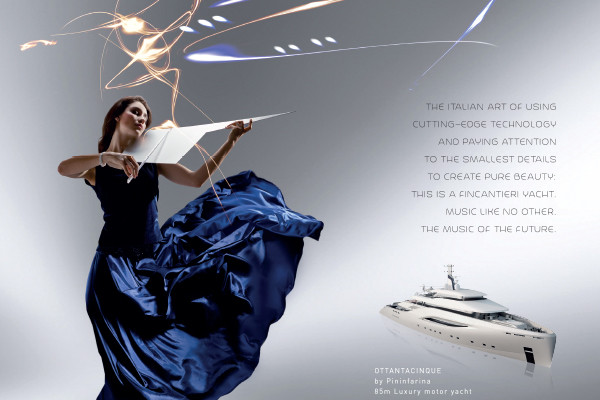 THE ITALIAN ART OF USING
CUTTING-EDGE TECHNOLOGY
AND PAYING ATTENTION
TO THE SMALLEST DETAILS
TO CREATE PURE BEAUTY:
THIS IS A FINCANTIERI YACHT.
MUSIC LIKE NO OTHER.
THE MUSIC OF THE FUTURE.
OTTANTACINQUE
by Pininfarina
85m Luxury motor yacht